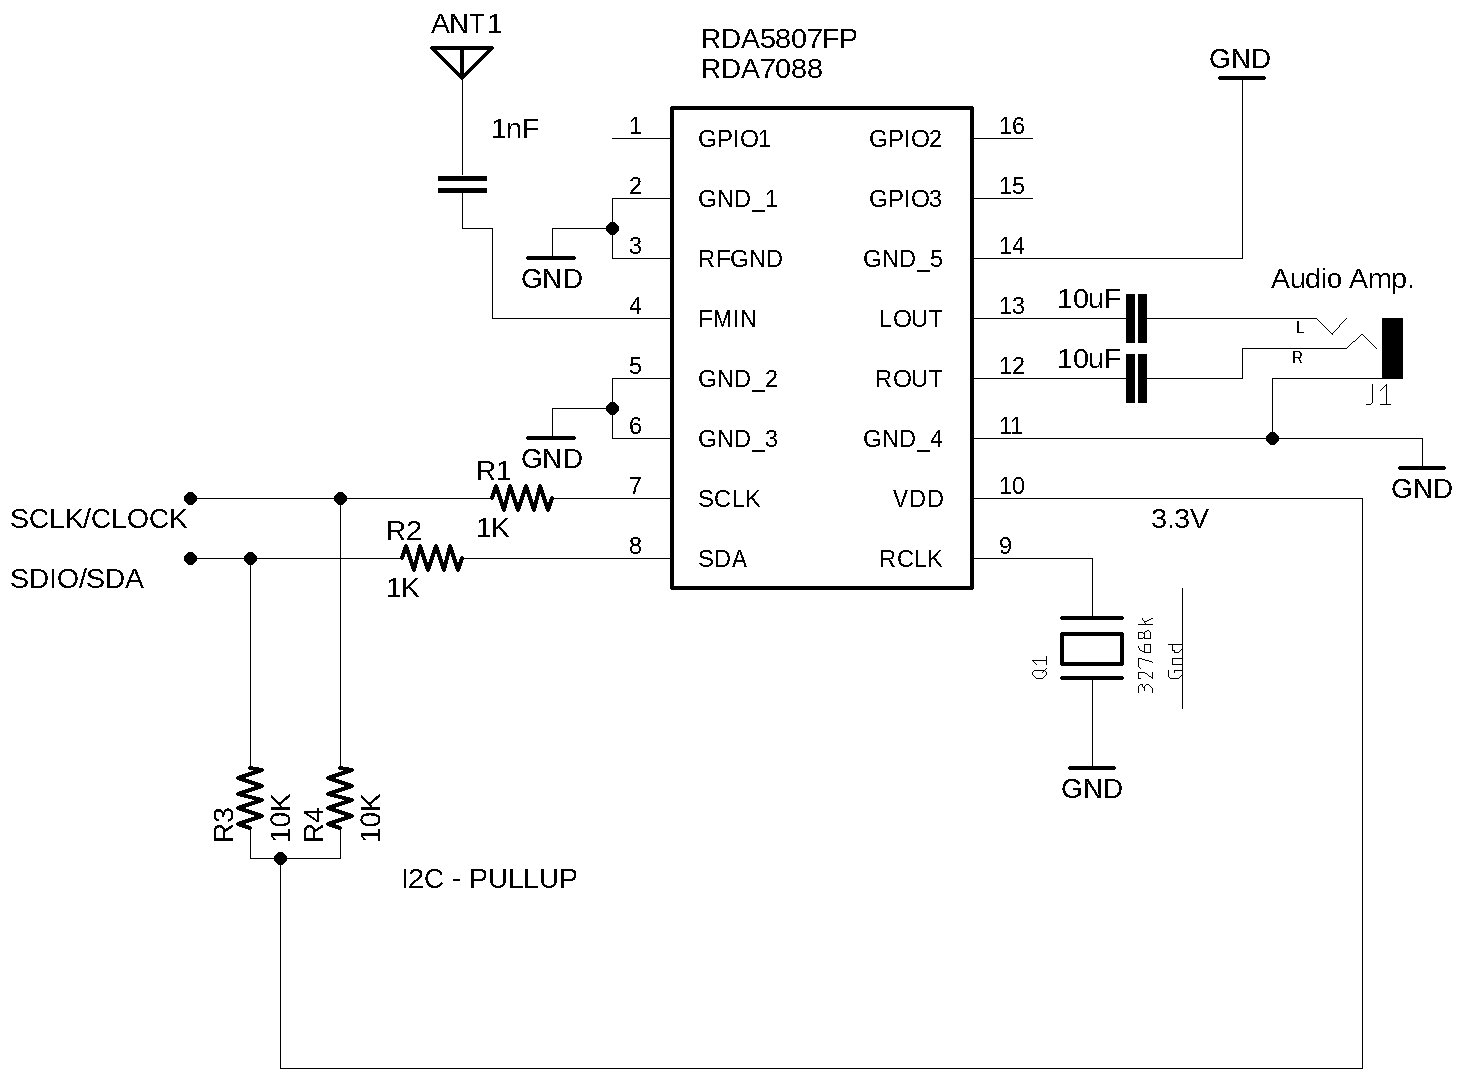 ANT1
RDA5807FP
RDA7088
GND
1nF
1 GPIO1 GPIO2 16
2 GND_1 GPIO3 15
3 RFGND GND_5 14
GND
Audio Amp.
4 FMIN LOUT 13 10uF L
R
5 GND_2 ROUT 12 10uF
J1
6 GND_3 GND_4 11
GND
GND
R1
7 SCLK VDD 10
SCLK/CLOCK
1K
3.3V
R2
8 SDA RCLK 9
SDIO/SDA
1K
Q1
32768k
Gnd
GND
R3
10K
R4
10K
I2C - PULLUP